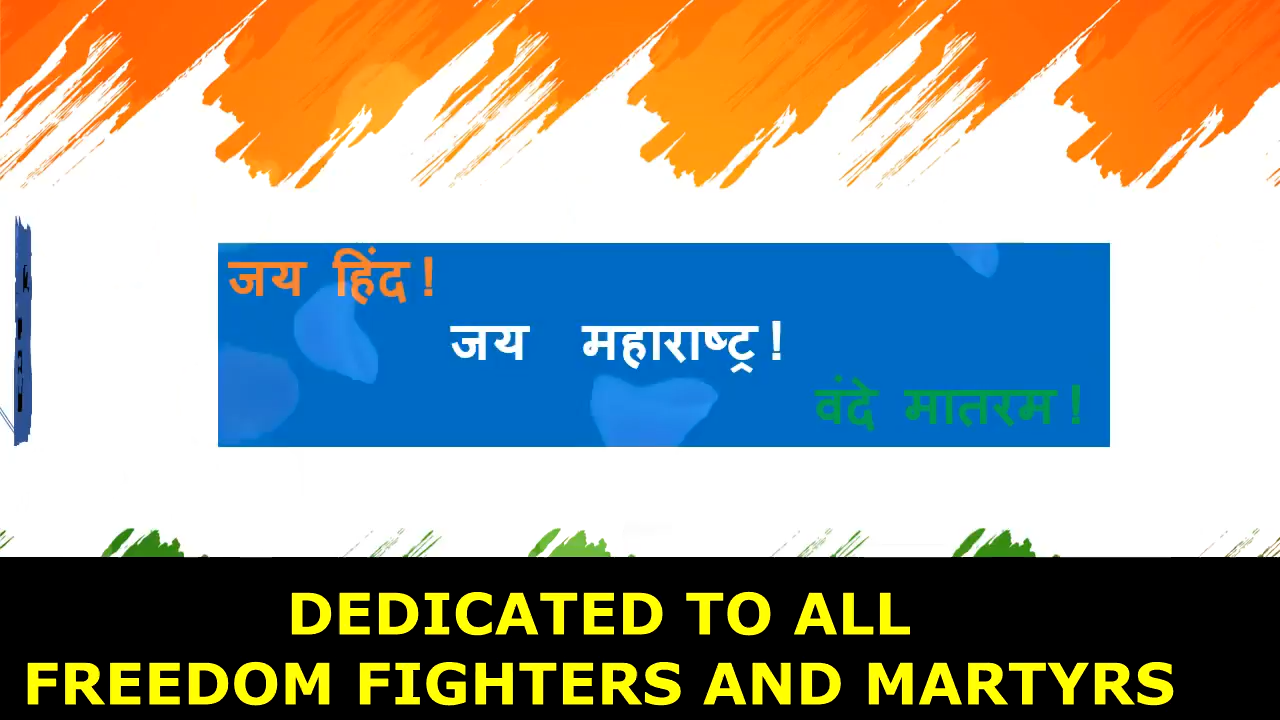 जय हिंद !
जय महाराष्ट्र !
वंदे मातरम !
DEDICATED TO ALL
FREEDOM FIGHTERS AND MARTYRS